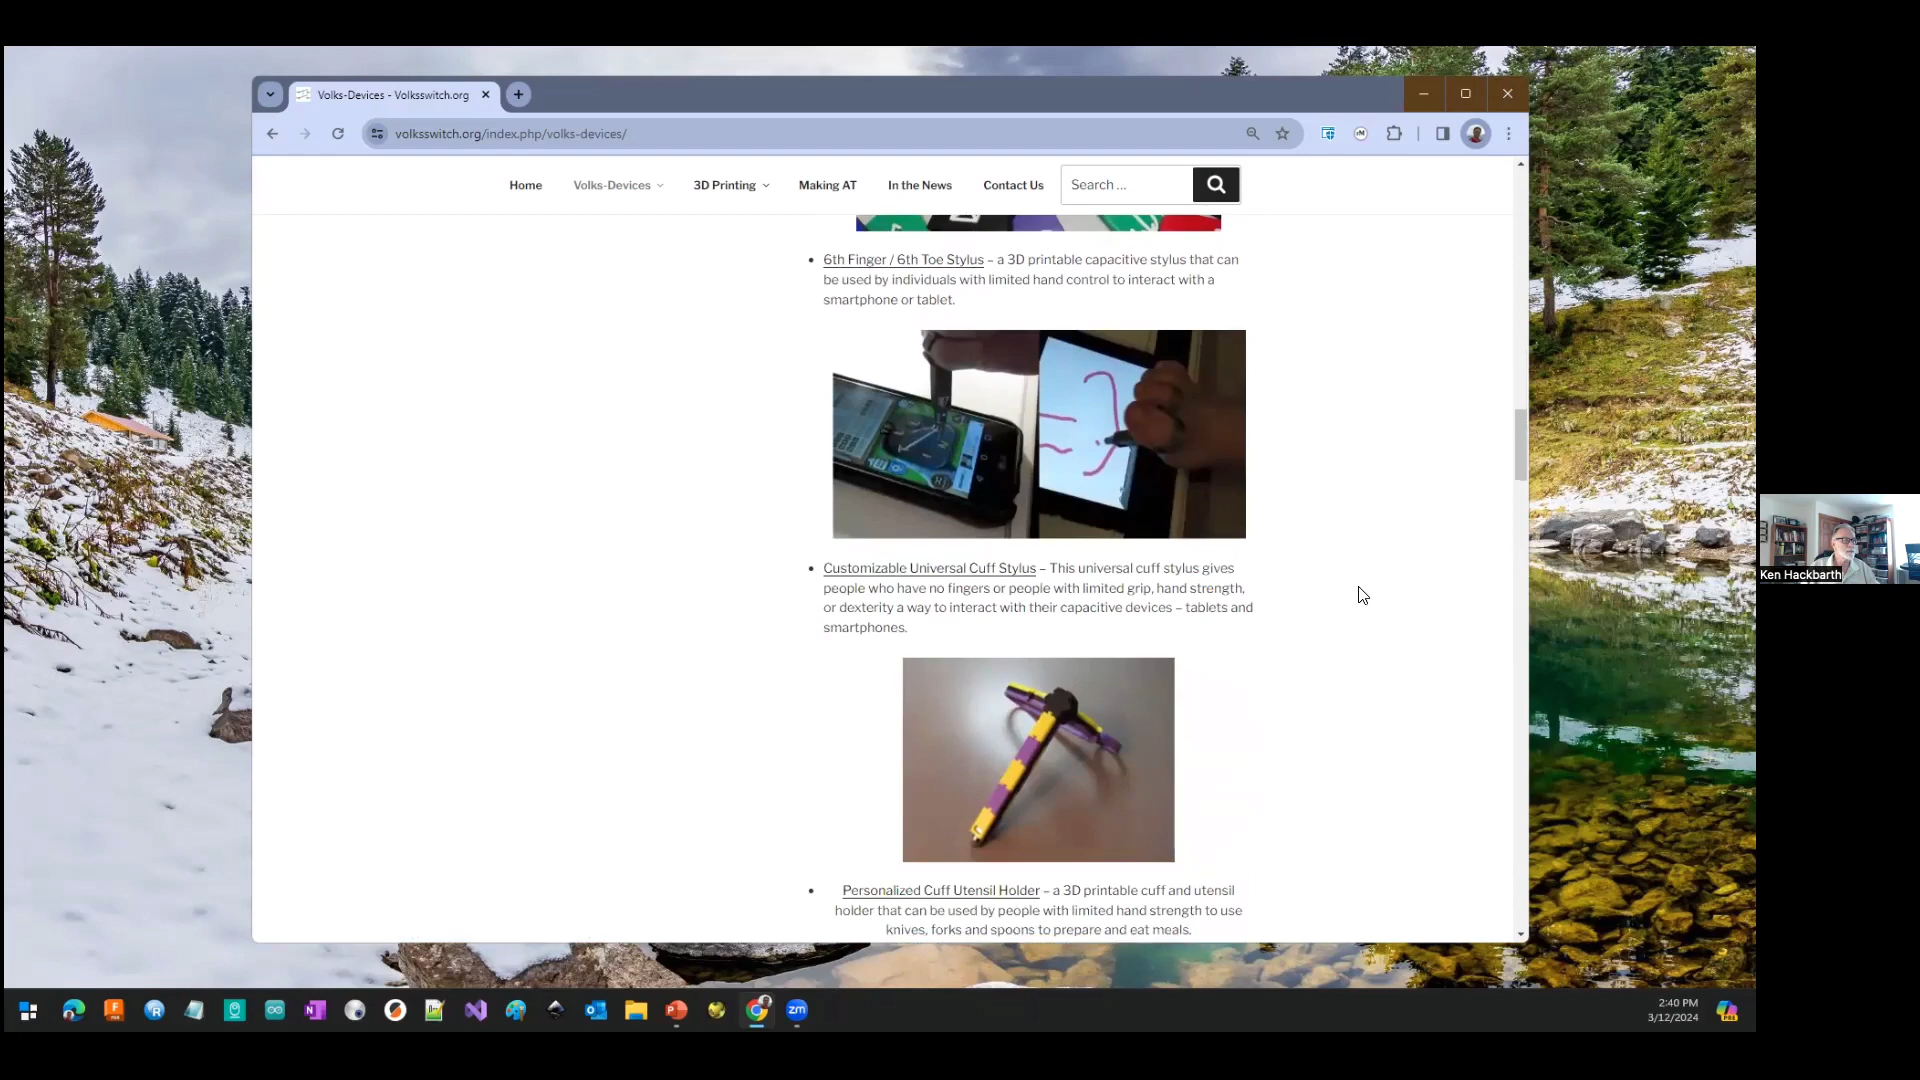 Volks-Devices - Volksswitch.org
volksswitch.org/index.php/volks-devices/
Home Volks-Devices 3D Printing Making AT In the News Contact Us Search ...
6th Finger / 6th Toe Stylus – a 3D printable capacitive stylus that can
be used by individuals with limited hand control to interact with a
smartphone or tablet.
Customizable Universal Cuff Stylus – This universal cuff stylus gives
people who have no fingers or people with limited grip, hand strength,
or dexterity a way to interact with their capacitive devices – tablets and
smartphones.
Personalized Cuff Utensil Holder – a 3D printable cuff and utensil
holder that can be used by people with limited hand strength to use
knives, forks and spoons to prepare and eat meals.
Ken Hackbarth
zm
2:40 PM
3/12/2024